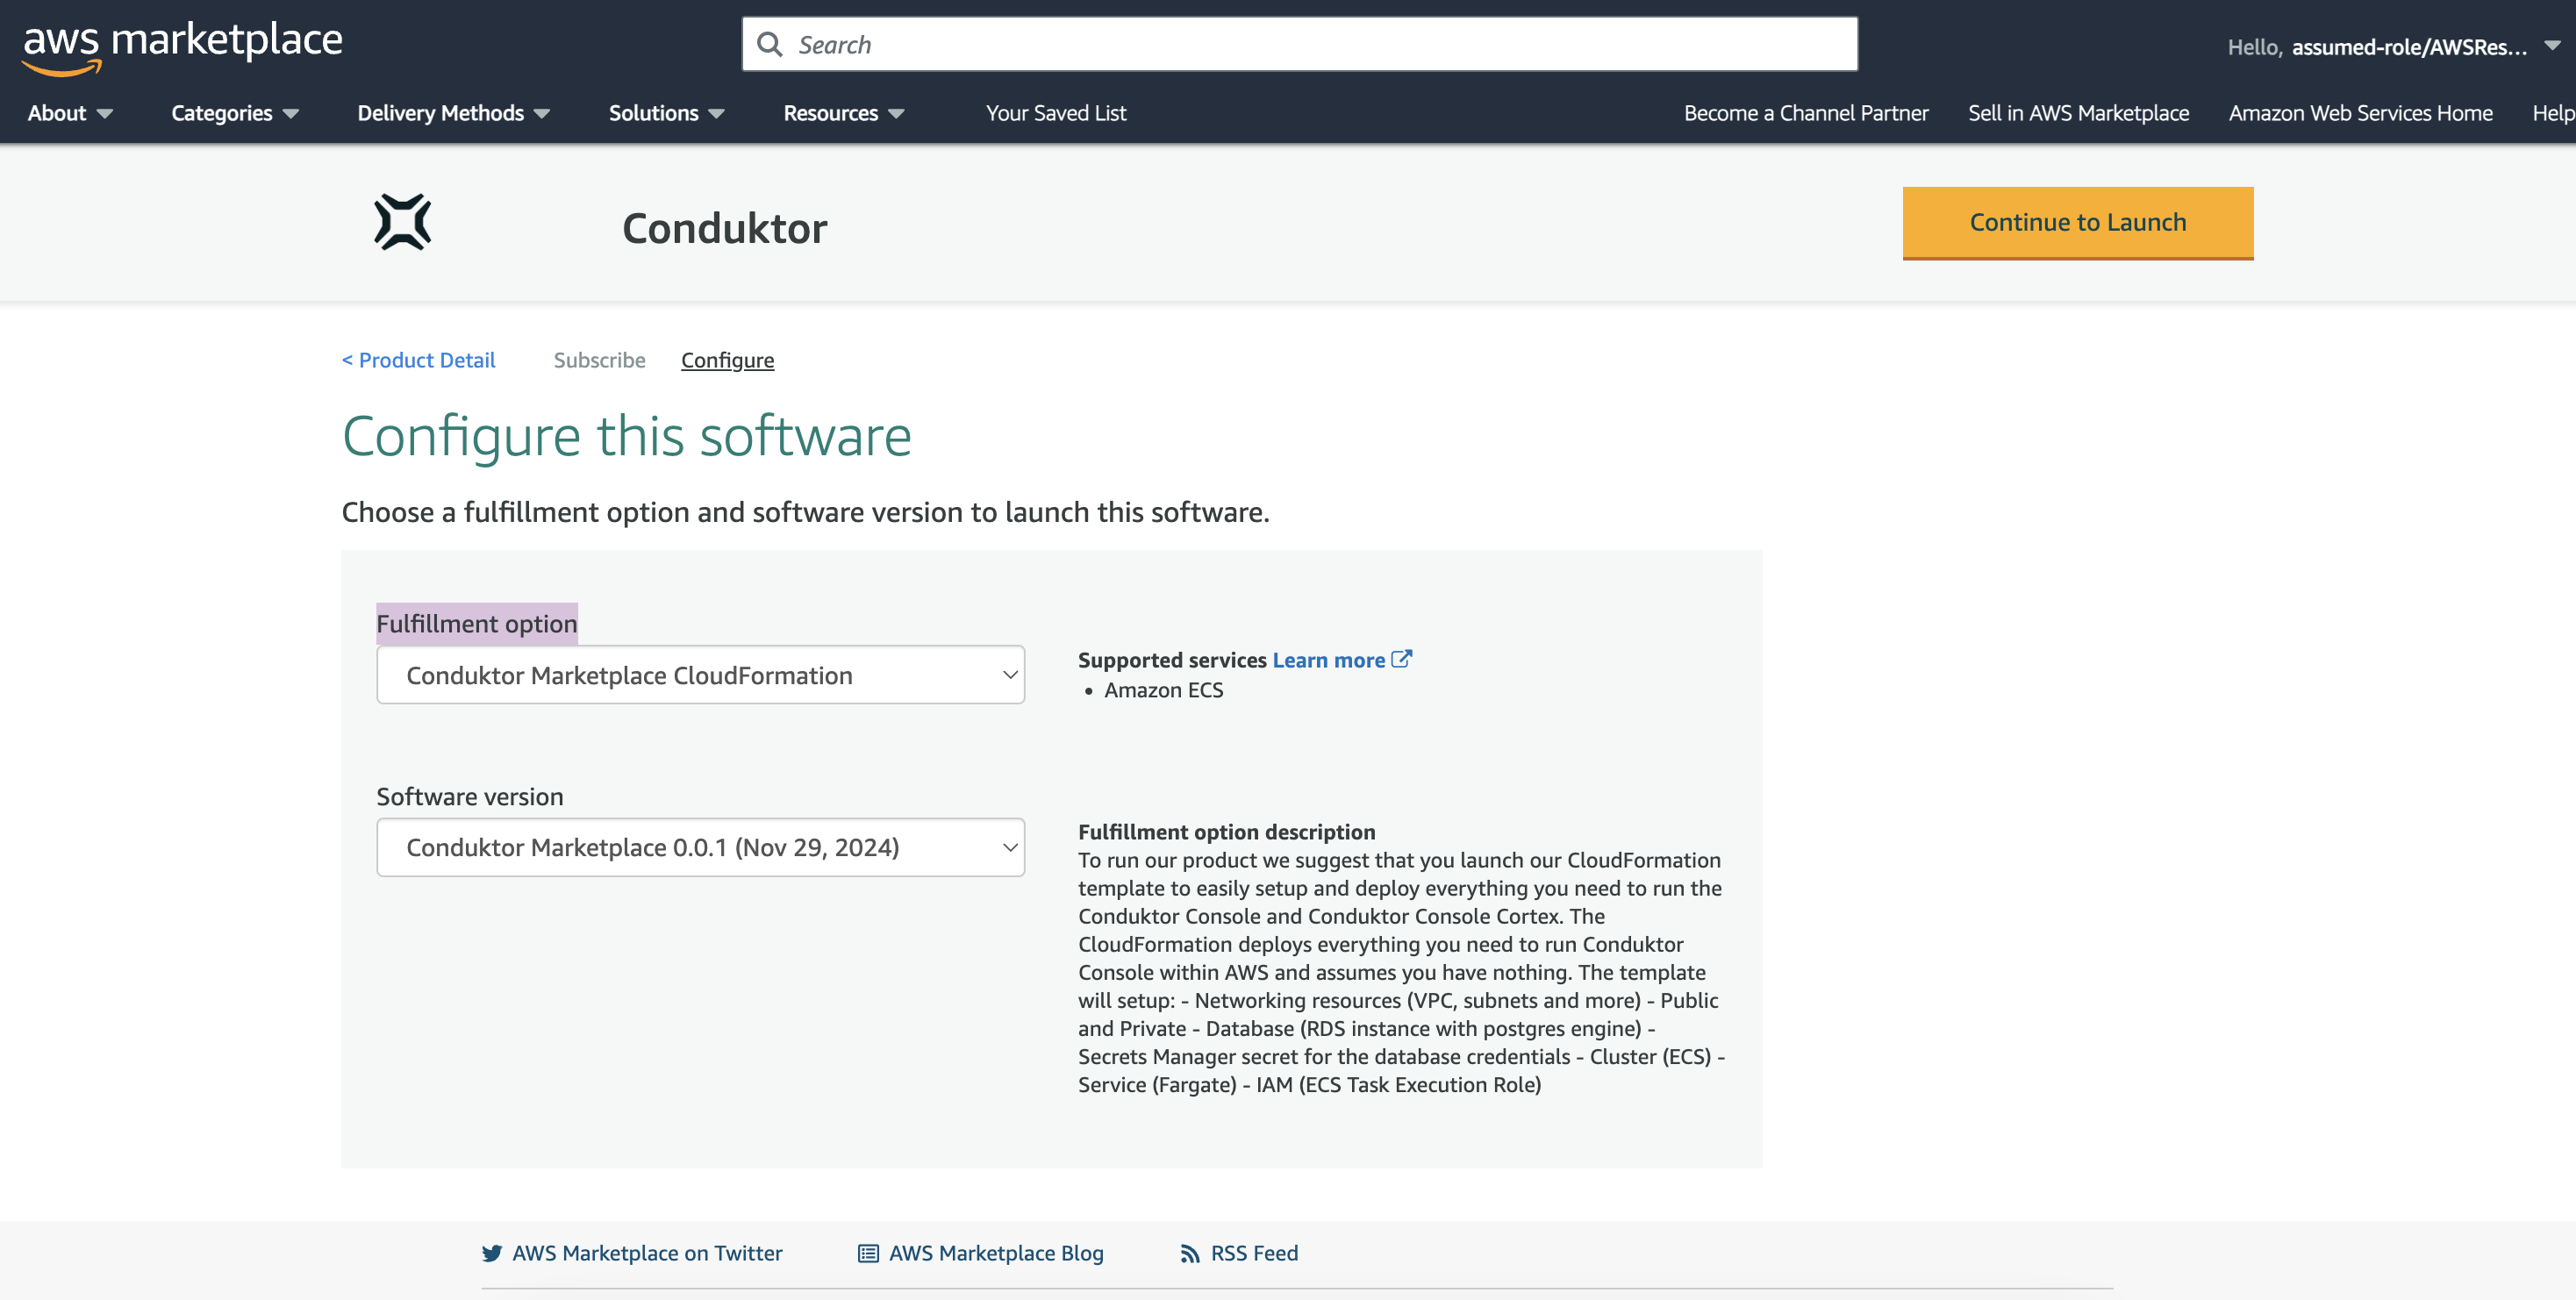 aws marketplace
Search
Hello, assumed-role/AWSRes...
About
Categories
Delivery Methods
Solutions
Resources
Your Saved List
Become a Channel Partner
Sell in AWS Marketplace
Amazon Web Services Home
Help
Conduktor
Continue to Launch
< Product Detail
Subscribe
Configure
Configure this software
Choose a fulfillment option and software version to launch this software.
Fulfillment option
Conduktor Marketplace CloudFormation
Supported services Learn more
• Amazon ECS
Software version
Conduktor Marketplace 0.0.1 (Nov 29, 2024)
Fulfillment option description
To run our product we suggest that you launch our CloudFormation
template to easily setup and deploy everything you need to run the
Conduktor Console and Conduktor Console Cortex. The
CloudFormation deploys everything you need to run Conduktor
Console within AWS and assumes you have nothing. The template
will setup: - Networking resources (VPC, subnets and more) - Public
and Private - Database (RDS instance with postgres engine) -
Secrets Manager secret for the database credentials - Cluster (ECS) -
Service (Fargate) - IAM (ECS Task Execution Role)
AWS Marketplace on Twitter
AWS Marketplace Blog
RSS Feed